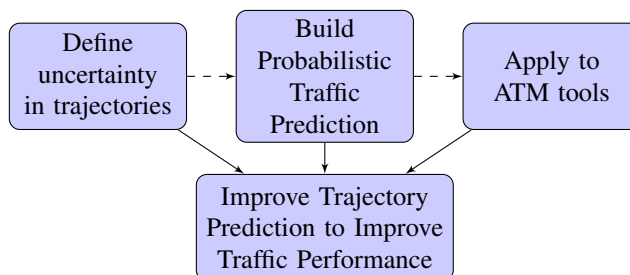 Define
uncertainty
in trajectories
Build
Probabilistic
Traffic
Prediction
Apply to
ATM tools
Improve Trajectory
Prediction to Improve
Traffic Performance